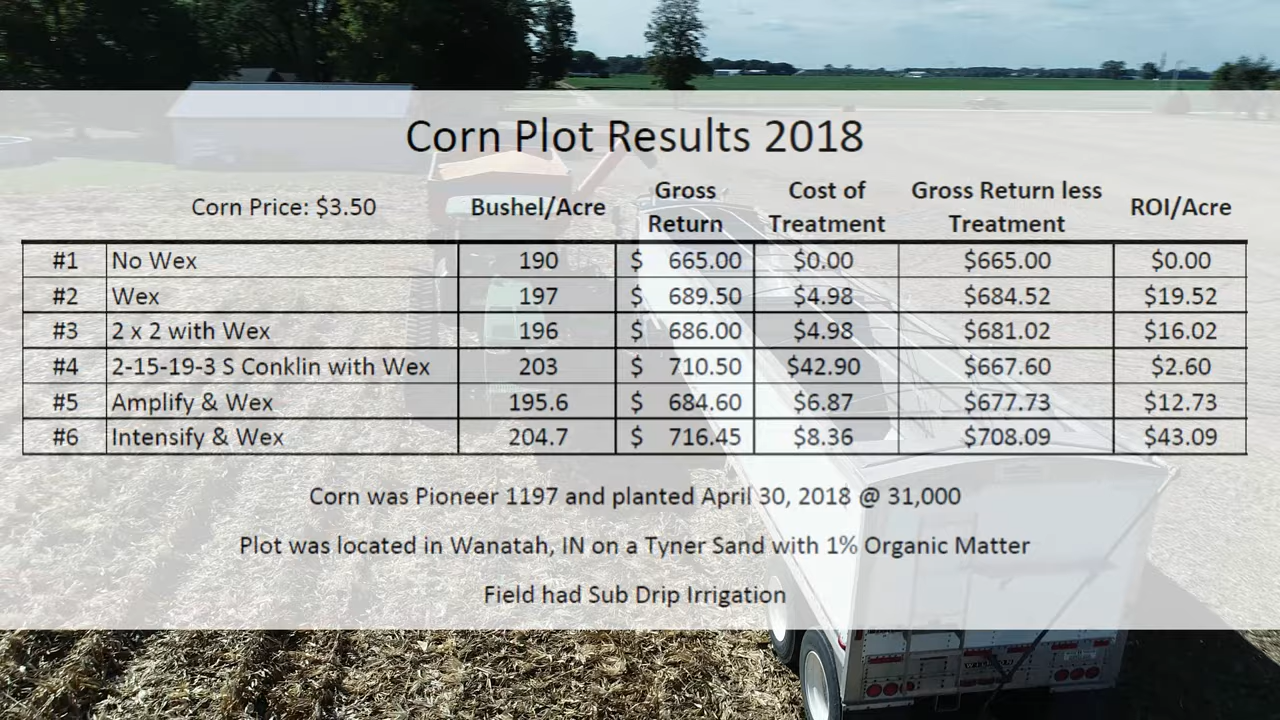 Corn Plot Results 2018
Corn Price: $3.50 Bushel/Acre Gross Return Cost of Treatment Gross Return less Treatment ROI/Acre
#1 No Wex 190 $ 665.00 $0.00 $665.00 $0.00
#2 Wex 197 $ 689.50 $4.98 $684.52 $19.52
#3 2 x 2 with Wex 196 $ 686.00 $4.98 $681.02 $16.02
#4 2-15-19-3 S Conklin with Wex 203 $ 710.50 $42.90 $667.60 $2.60
#5 Amplify & Wex 195.6 $ 684.60 $6.87 $677.73 $12.73
#6 Intensify & Wex 204.7 $ 716.45 $8.36 $708.09 $43.09
Corn was Pioneer 1197 and planted April 30, 2018 @ 31,000
Plot was located in Wanatah, IN on a Tyner Sand with 1% Organic Matter
Field had Sub Drip Irrigation